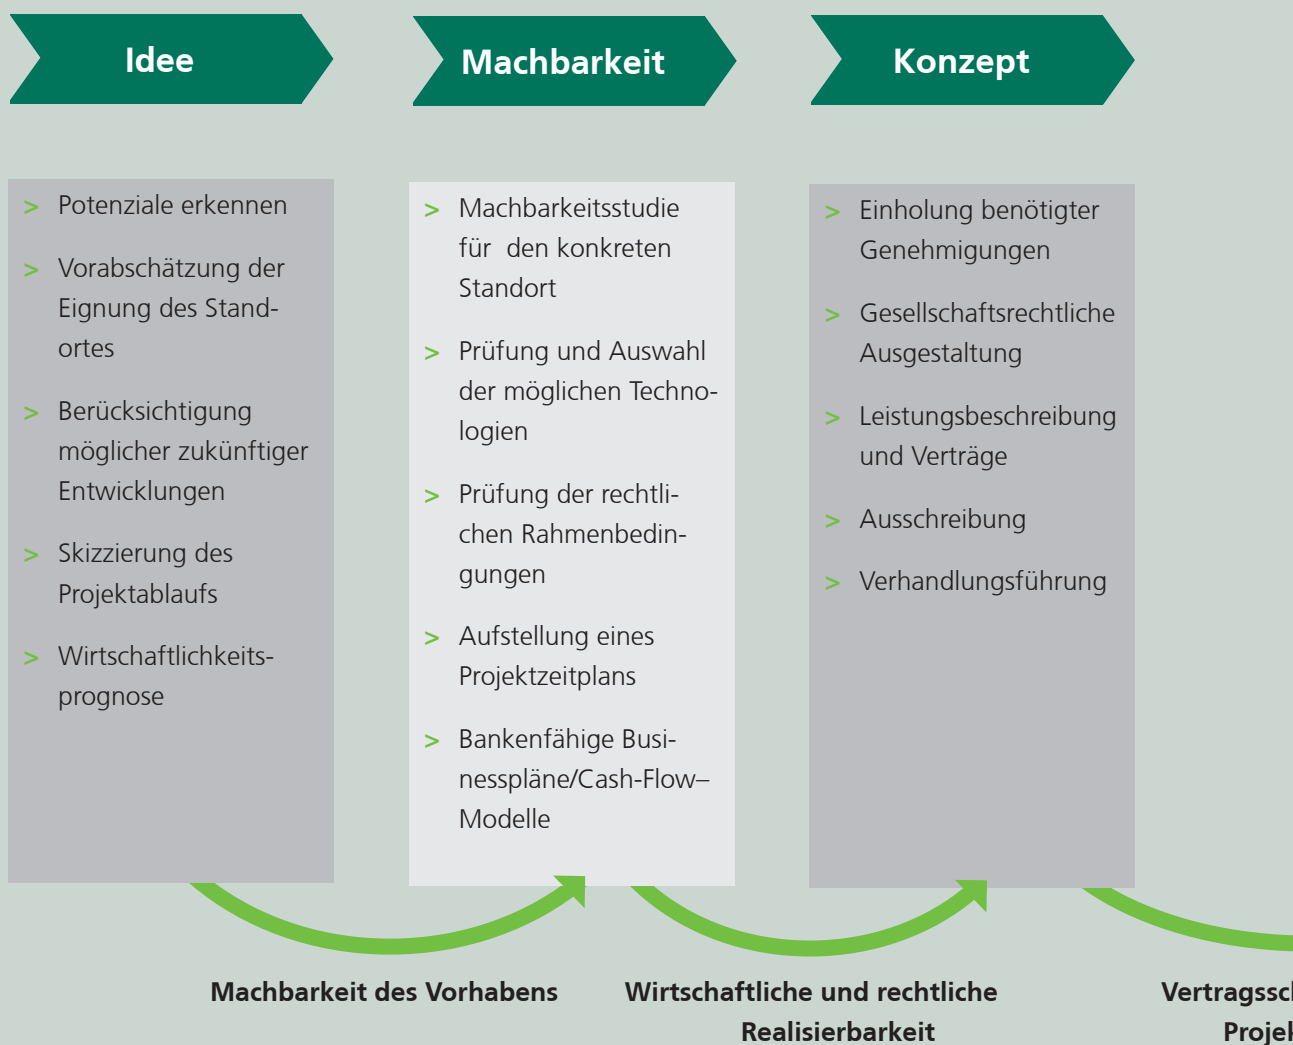 Idee
Machbarkeit
Konzept
> Potenziale erkennen
> Vorabschätzung der
Eignung des Stand-
ortes
> Berücksichtigung
möglicher zukünftiger
Entwicklungen
> Skizzierung des
Projektablaufs
> Wirtschaftlichkeits-
prognose
> Machbarkeitsstudie
für den konkreten
Standort
> Prüfung und Auswahl
der möglichen Techno-
logien
> Prüfung der rechtli-
chen Rahmenbedin-
gungen
> Aufstellung eines
Projektzeitplans
> Bankenfähige Busi-
nesspläne/Cash-Flow–
Modelle
> Einholung benötigter
Genehmigungen
> Gesellschaftsrechtliche
Ausgestaltung
> Leistungsbeschreibung
und Verträge
> Ausschreibung
> Verhandlungsführung
Machbarkeit des Vorhabens
Wirtschaftliche und rechtliche
Realisierbarkeit